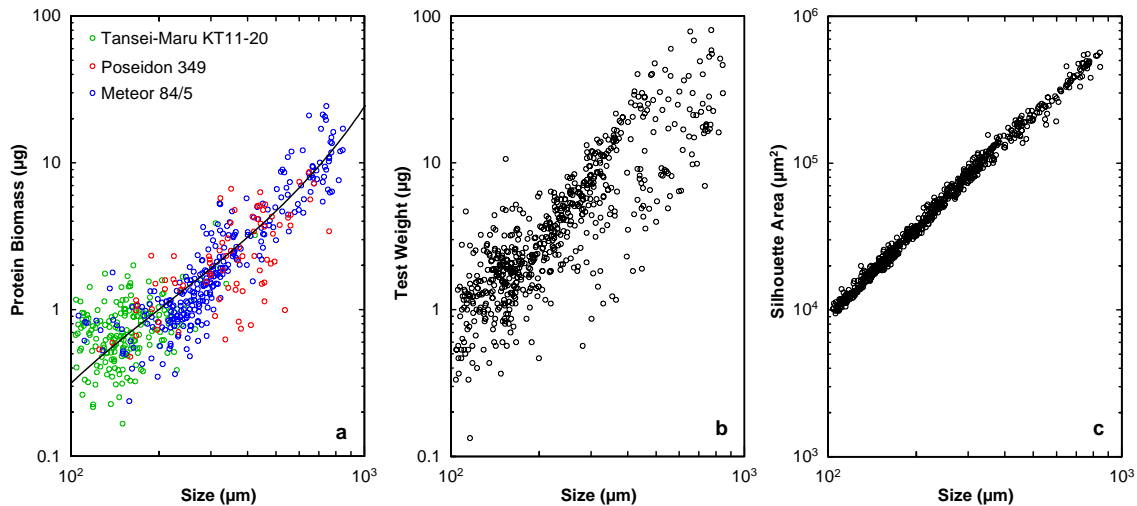 100
10
1
0.1
Protein Biomass (µg)
Tansei-Maru KT11-20
Poseidon 349
Meteor 84/5
a
10²
10³
Size (µm)
100
10
1
0.1
Test Weight (µg)
b
10²
10³
Size (µm)
10⁶
10⁵
10⁴
10³
Silhouette Area (µm²)
c
10²
10³
Size (µm)